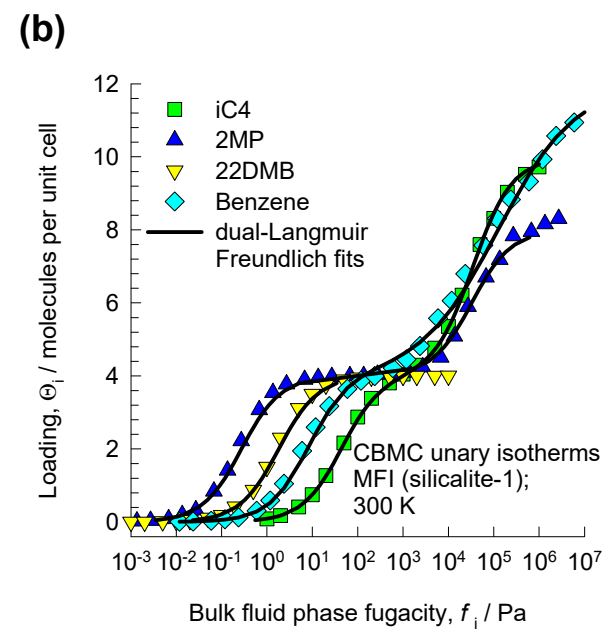 (b)
12
10
8
6
4
2
0
Loading, Θi / molecules per unit cell
iC4
2MP
22DMB
Benzene
dual-Langmuir
Freundlich fits
CBMC unary isotherms
MFI (silicalite-1);
300 K
10-3 10-2 10-1 100 101 102 103 104 105 106 107
Bulk fluid phase fugacity, fi / Pa